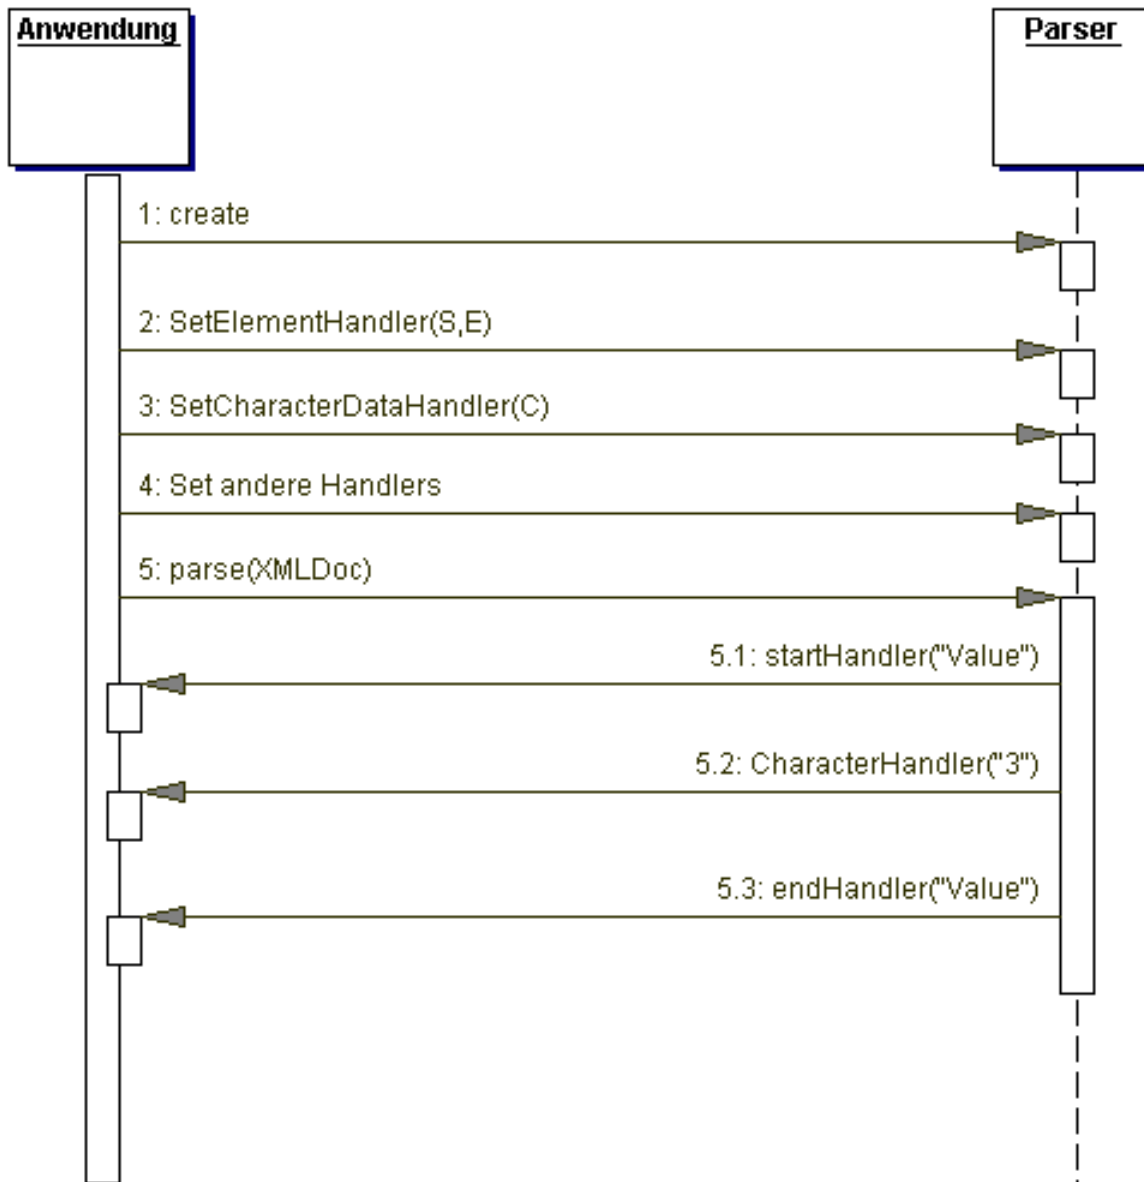 Anwendung
Parser
1: create
2: SetElementHandler(S,E)
3: SetCharacterDataHandler(C)
4: Set andere Handlers
5: parse(XMLDoc)
5.1: startHandler("Value")
5.2: CharacterHandler("3")
5.3: endHandler("Value")